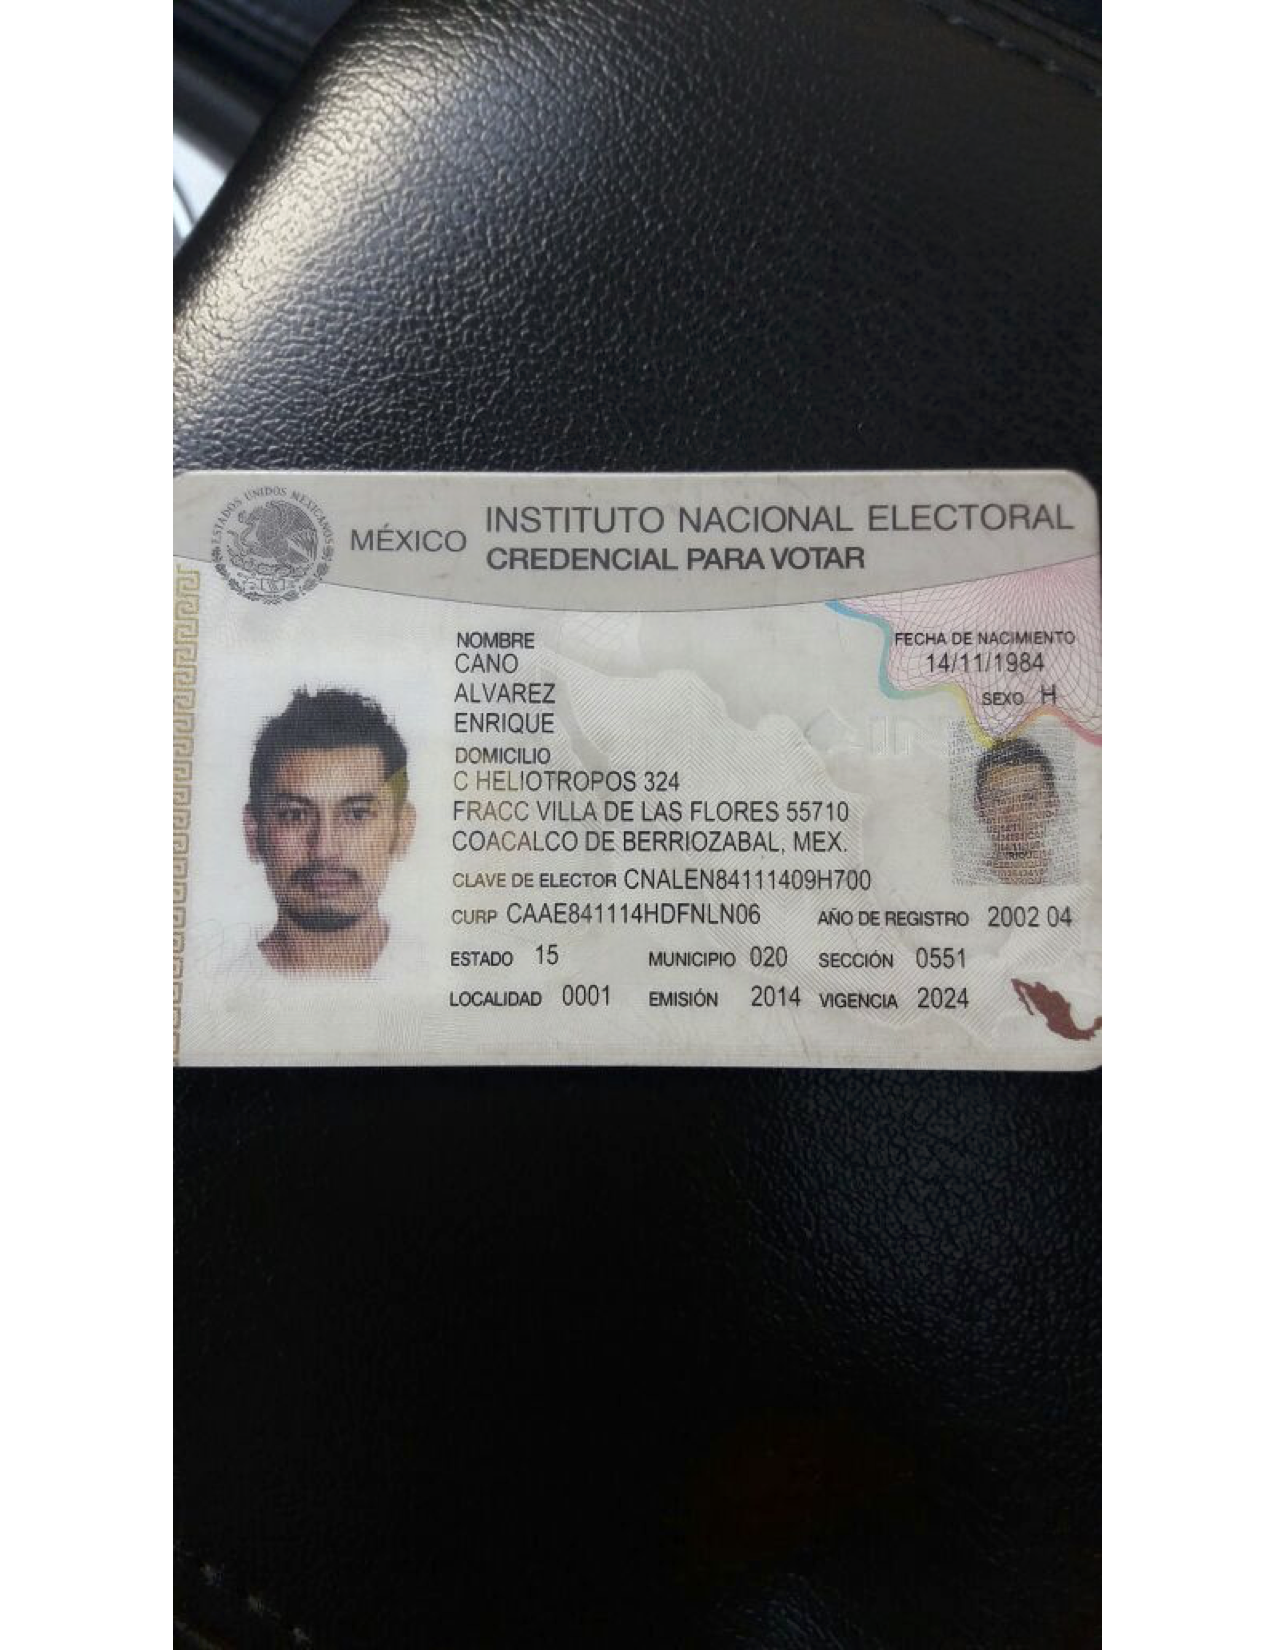 ESTADOS UNIDOS MEXICANOS
MÉXICO
INSTITUTO NACIONAL ELECTORAL
CREDENCIAL PARA VOTAR
NOMBRE
CANO
ALVAREZ
ENRIQUE
FECHA DE NACIMIENTO
14/11/1984
SEXO H
DOMICILIO
C HELIOTROPOS 324
FRACC VILLA DE LAS FLORES 55710
COACALCO DE BERRIOZABAL, MEX.
CLAVE DE ELECTOR CNALEN84111409H700
CURP CAAE841114HDFNLN06 AÑO DE REGISTRO 2002 04
ESTADO 15 MUNICIPIO 020 SECCIÓN 0551
LOCALIDAD 0001 EMISIÓN 2014 VIGENCIA 2024